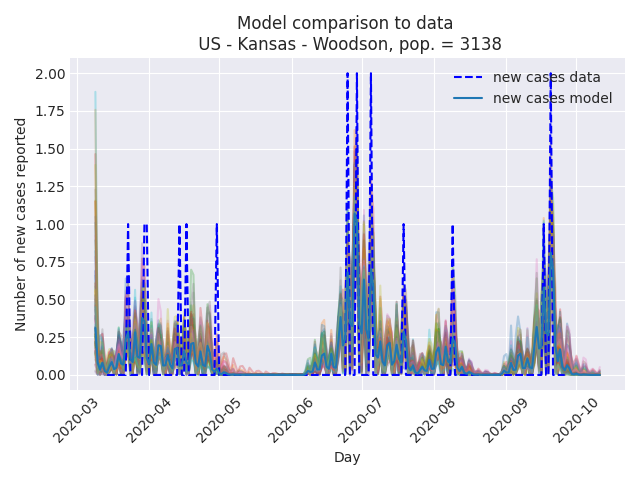 Model comparison to data
US - Kansas - Woodson, pop. = 3138
new cases data
new cases model
Number of new cases reported
2.00
1.75
1.50
1.25
1.00
0.75
0.50
0.25
0.00
2020-03
2020-04
2020-05
2020-06
2020-07
2020-08
2020-09
2020-10
Day